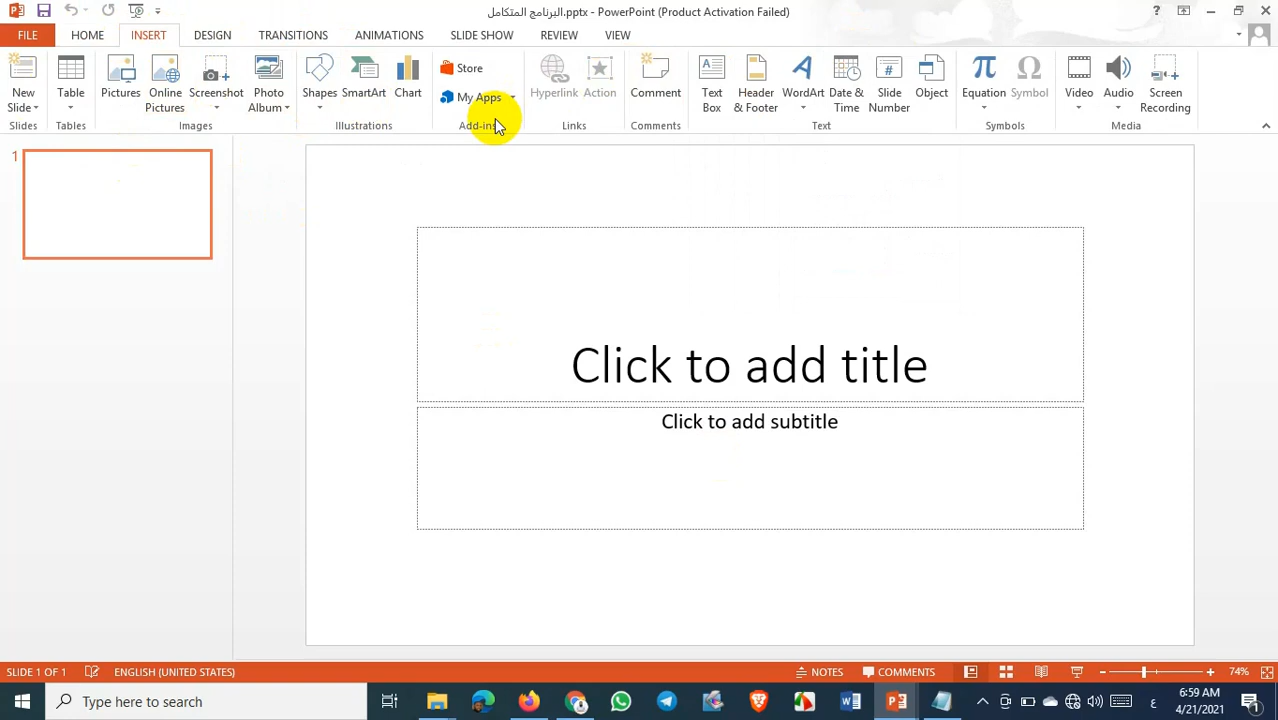 البرنامج المتكامل.pptx - PowerPoint (Product Activation Failed)
FILE HOME INSERT DESIGN TRANSITIONS ANIMATIONS SLIDE SHOW REVIEW VIEW
New Slide
Table
Pictures
Online Pictures
Screenshot
Photo Album
Shapes
SmartArt
Chart
Store
My Apps
Hyperlink
Action
Comment
Text Box
Header & Footer
WordArt
Date & Time
Slide Number
Object
Equation
Symbol
Video
Audio
Screen Recording
Slides Tables Images Illustrations Add-ins Links Comments Text Symbols Media
1
Click to add title
Click to add subtitle
SLIDE 1 OF 1 ENGLISH (UNITED STATES) NOTES COMMENTS 74%
Type here to search
ع
6:59 AM
4/21/2021
1